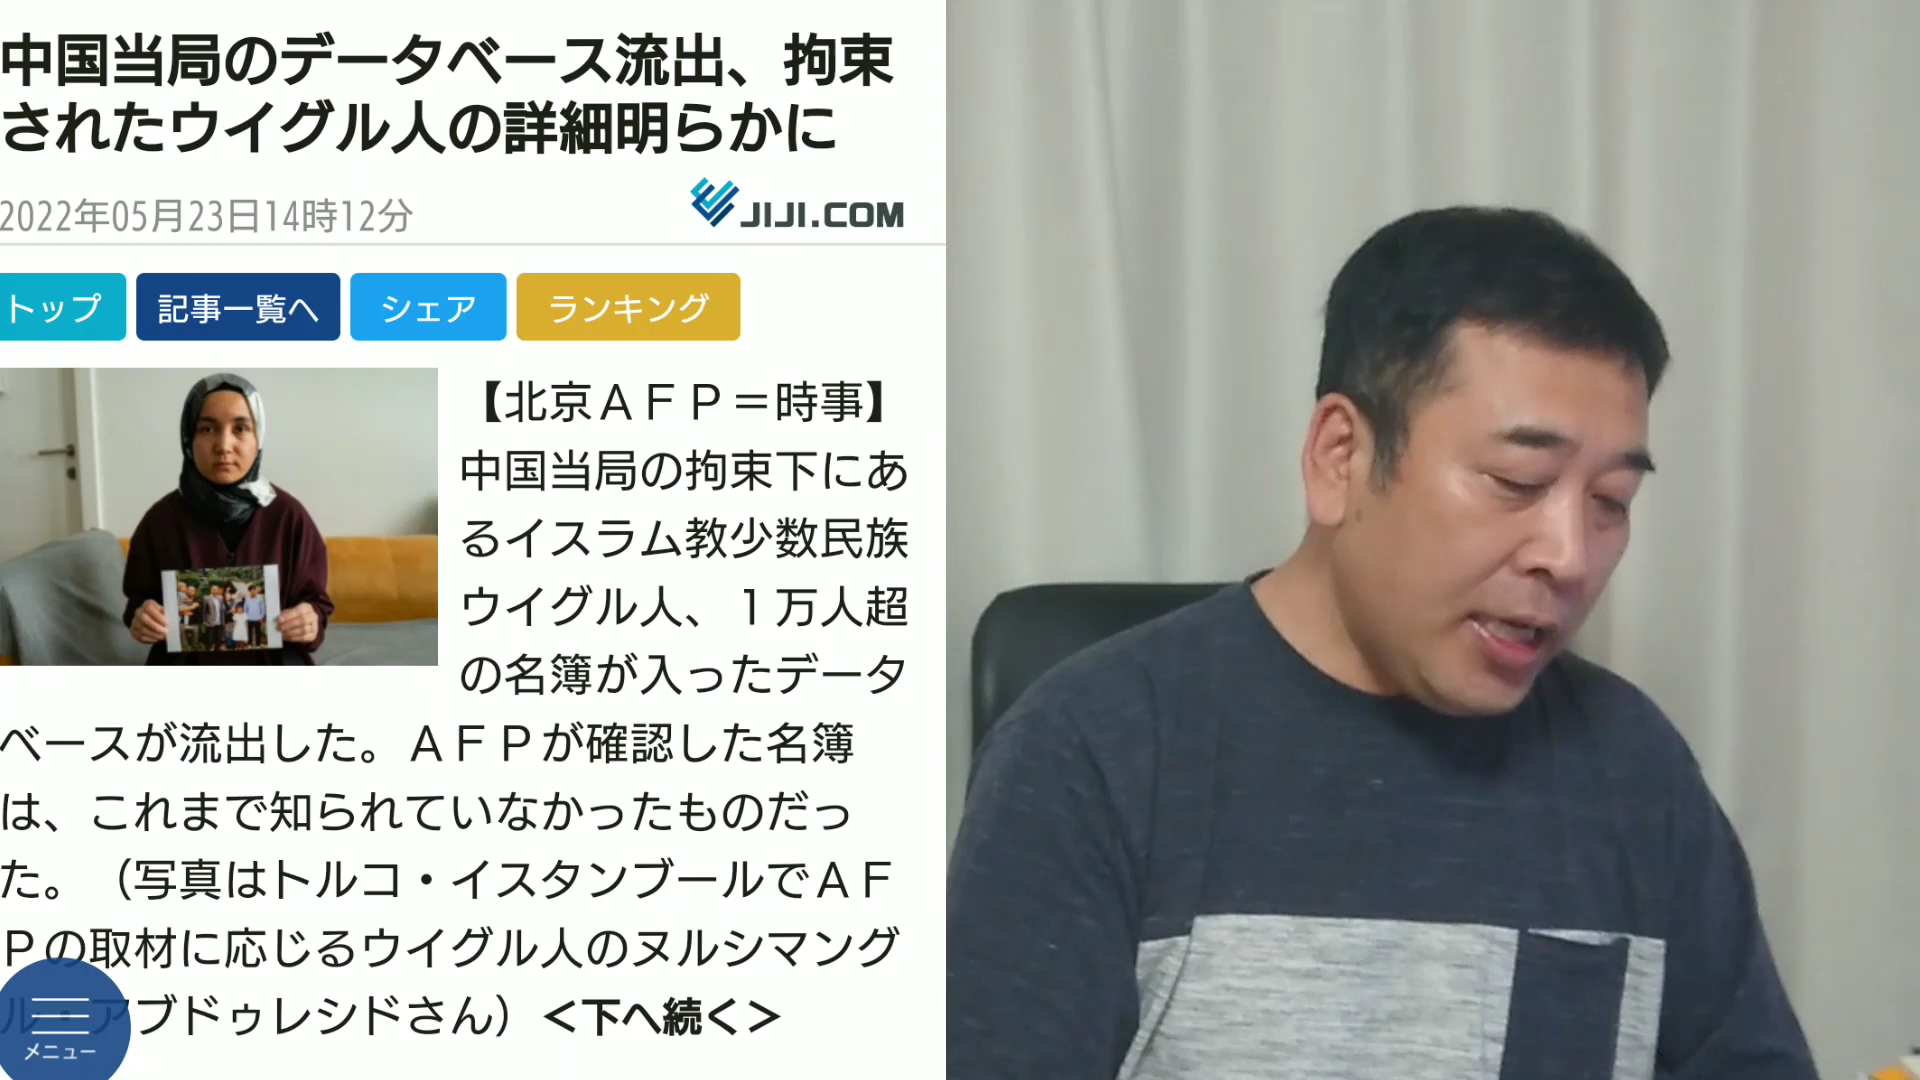 中国当局のデータベース流出、拘束
されたウイグル人の詳細明らかに
2022年05月23日14時12分
JIJI.COM
トップ
記事一覧へ
シェア
ランキング
【北京ＡＦＰ＝時事】
中国当局の拘束下にあ
るイスラム教少数民族
ウイグル人、１万人超
の名簿が入ったデータ
ベースが流出した。ＡＦＰが確認した名簿
は、これまで知られていなかったものだっ
た。（写真はトルコ・イスタンブールでＡＦ
Ｐの取材に応じるウイグル人のヌルシマング
ル・アブドゥレシドさん）＜下へ続く＞
メニュー